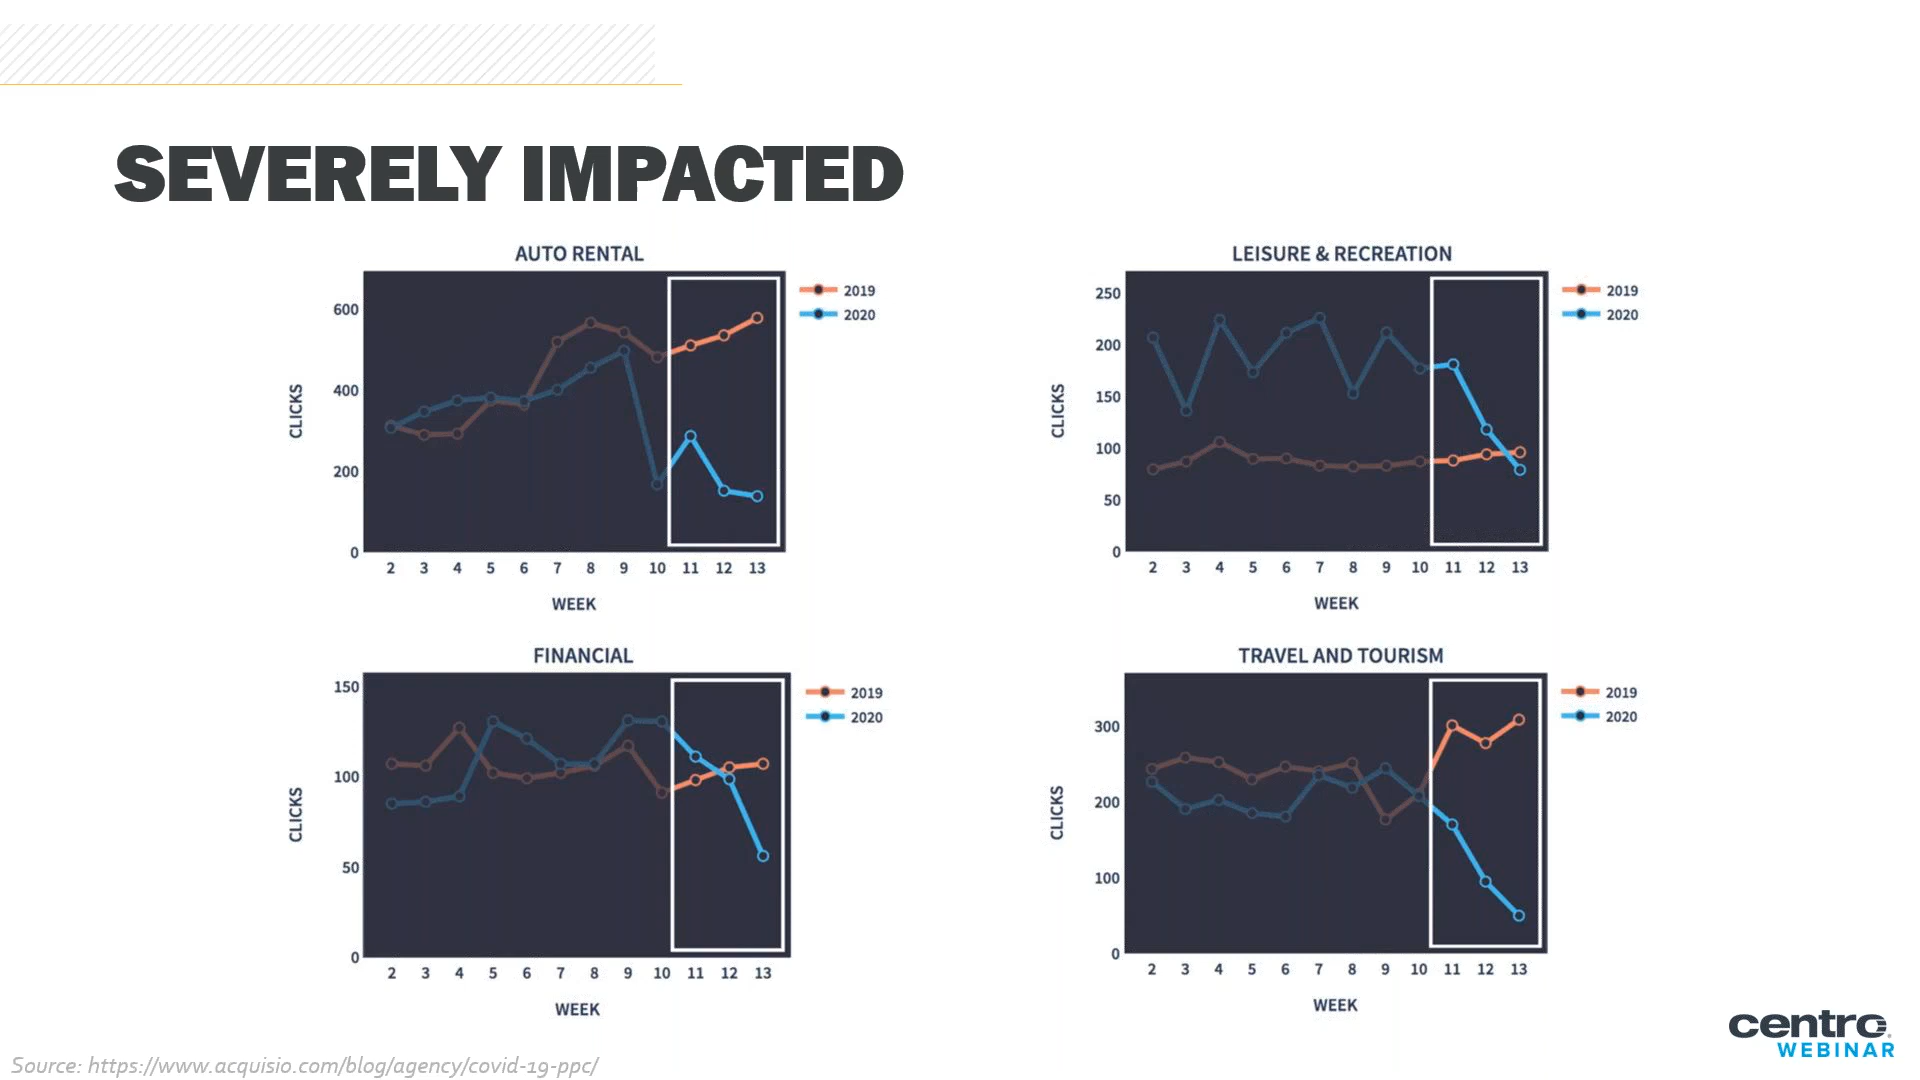 SEVERELY IMPACTED
AUTO RENTAL
600
400
200
0
CLICKS
2 3 4 5 6 7 8 9 10 11 12 13
WEEK
2019
2020
LEISURE & RECREATION
250
200
150
100
50
0
CLICKS
2 3 4 5 6 7 8 9 10 11 12 13
WEEK
2019
2020
FINANCIAL
150
100
50
0
CLICKS
2 3 4 5 6 7 8 9 10 11 12 13
WEEK
2019
2020
TRAVEL AND TOURISM
300
200
100
0
CLICKS
2 3 4 5 6 7 8 9 10 11 12 13
WEEK
2019
2020
centro
WEBINAR
Source: https://www.acquisio.com/blog/agency/covid-19-ppc/